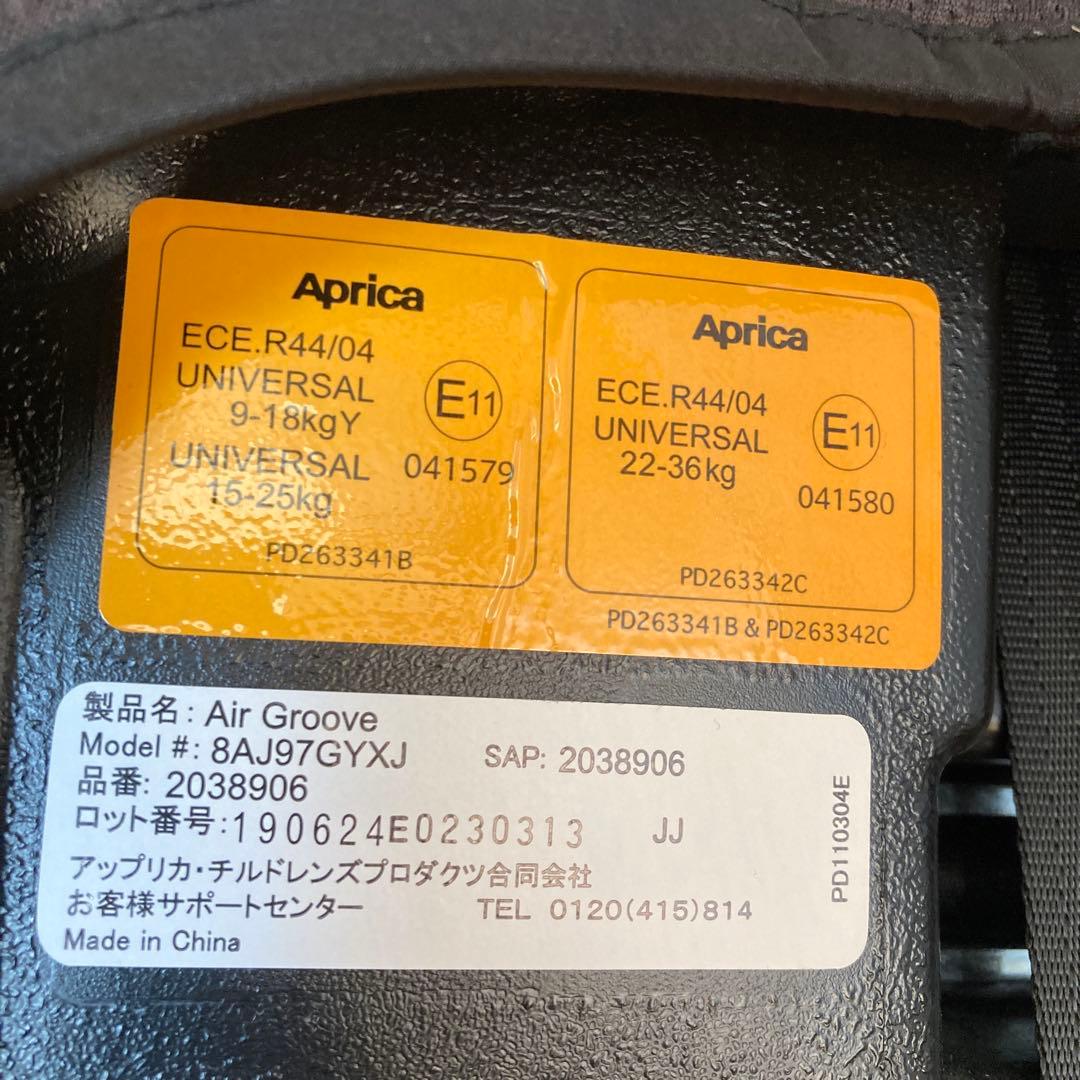 Aprica
ECE.R44/04
UNIVERSAL
9-18kgY
UNIVERSAL
15-25kg
E11
041579
PD263341B
Aprica
ECE.R44/04
UNIVERSAL
22-36kg
E11
041580
PD263342C
PD263341B & PD263342C
製品名: Air Groove
Model #: 8AJ97GYXJ SAP: 2038906
品番: 2038906
ロット番号:190624E0230313 JJ
アップリカ・チルドレンズプロダクツ合同会社
お客様サポートセンター TEL 0120(415)814
Made in China
PD110304E